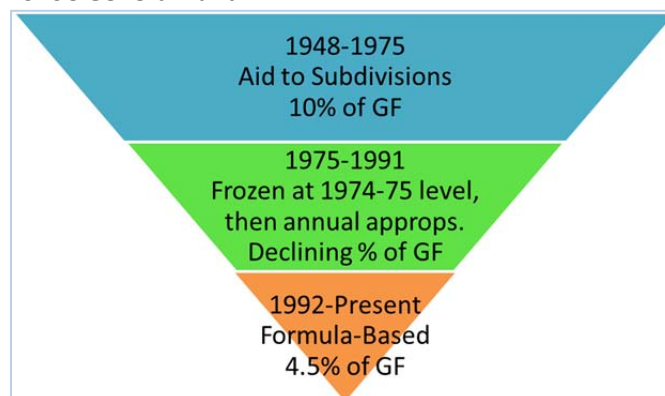 1948-1975
Aid to Subdivisions
10% of GF
1975-1991
Frozen at 1974-75 level,
then annual approps.
Declining % of GF
1992-Present
Formula-Based
4.5% of GF